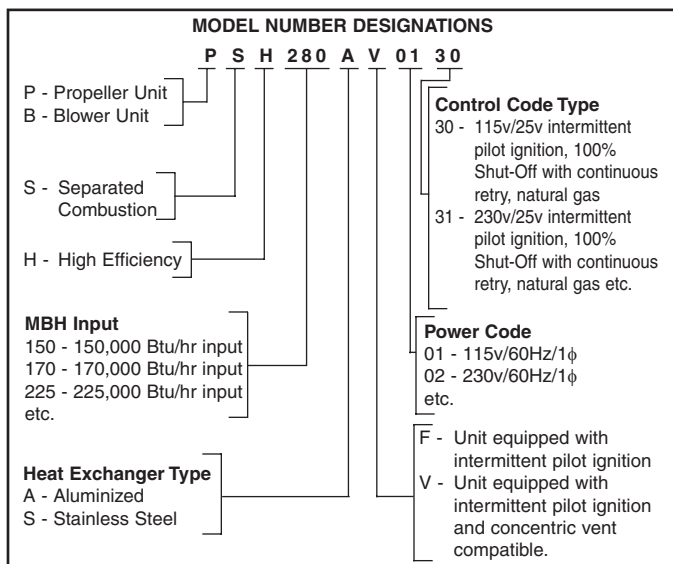 MODEL NUMBER DESIGNATIONS
P S H 280 A V 01 30
P - Propeller Unit
B - Blower Unit
S - Separated
Combustion
H - High Efficiency
MBH Input
150 - 150,000 Btu/hr input
170 - 170,000 Btu/hr input
225 - 225,000 Btu/hr input
etc.
Heat Exchanger Type
A - Aluminized
S - Stainless Steel
Control Code Type
30 - 115v/25v intermittent
pilot ignition, 100%
Shut-Off with continuous
retry, natural gas
31 - 230v/25v intermittent
pilot ignition, 100%
Shut-Off with continuous
retry, natural gas etc.
Power Code
01 - 115v/60Hz/1ϕ
02 - 230v/60Hz/1ϕ
etc.
F - Unit equipped with
intermittent pilot ignition
V - Unit equipped with
intermittent pilot ignition
and concentric vent
compatible.